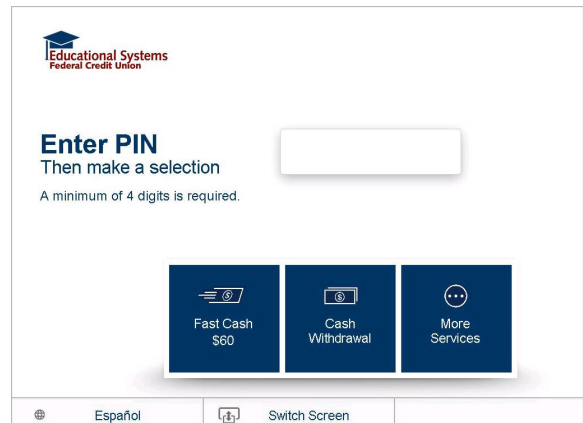 Educational Systems
Federal Credit Union
Enter PIN
Then make a selection
A minimum of 4 digits is required.
Fast Cash
$60
Cash
Withdrawal
More
Services
Español
Switch Screen